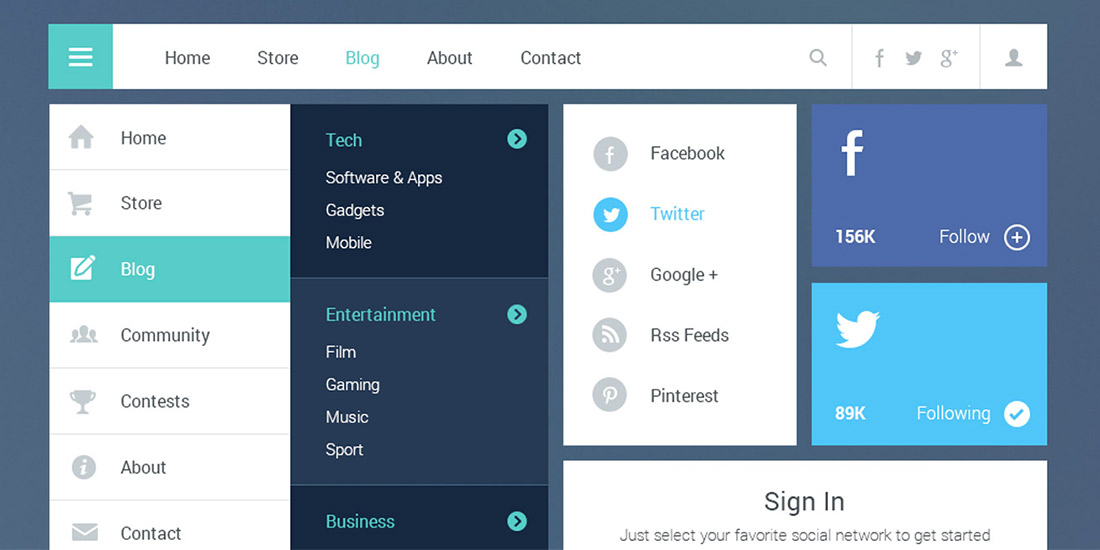 Home Store Blog About Contact
Home
Store
Blog
Community
Contests
About
Contact
Tech
Software & Apps
Gadgets
Mobile
Entertainment
Film
Gaming
Music
Sport
Business
Facebook
Twitter
Google +
Rss Feeds
Pinterest
156K Follow
89K Following
Sign In
Just select your favorite social network to get started